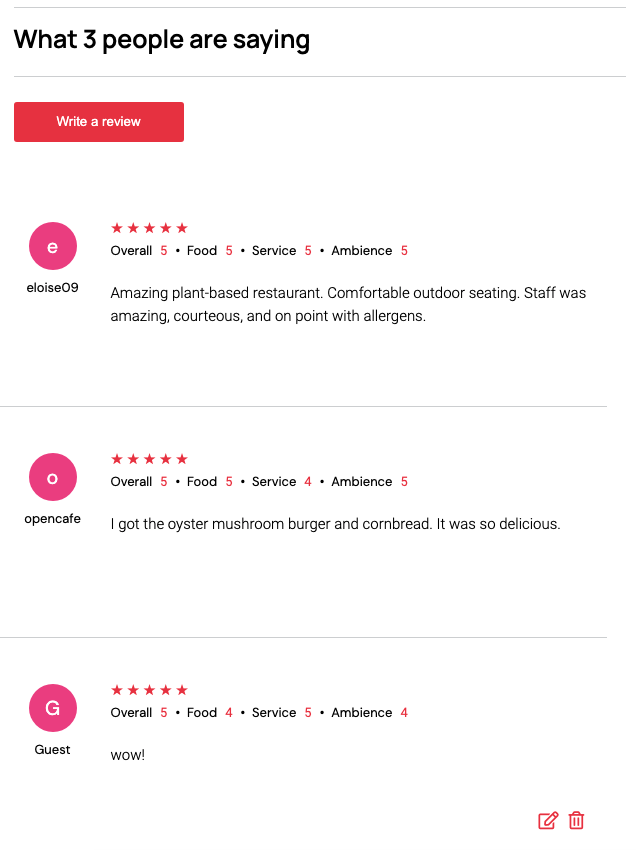 What 3 people are saying
Write a review
e
eloise09
Overall 5 • Food 5 • Service 5 • Ambience 5
Amazing plant-based restaurant. Comfortable outdoor seating. Staff was
amazing, courteous, and on point with allergens.
o
opencafe
Overall 5 • Food 5 • Service 4 • Ambience 5
I got the oyster mushroom burger and cornbread. It was so delicious.
G
Guest
Overall 5 • Food 4 • Service 5 • Ambience 4
wow!